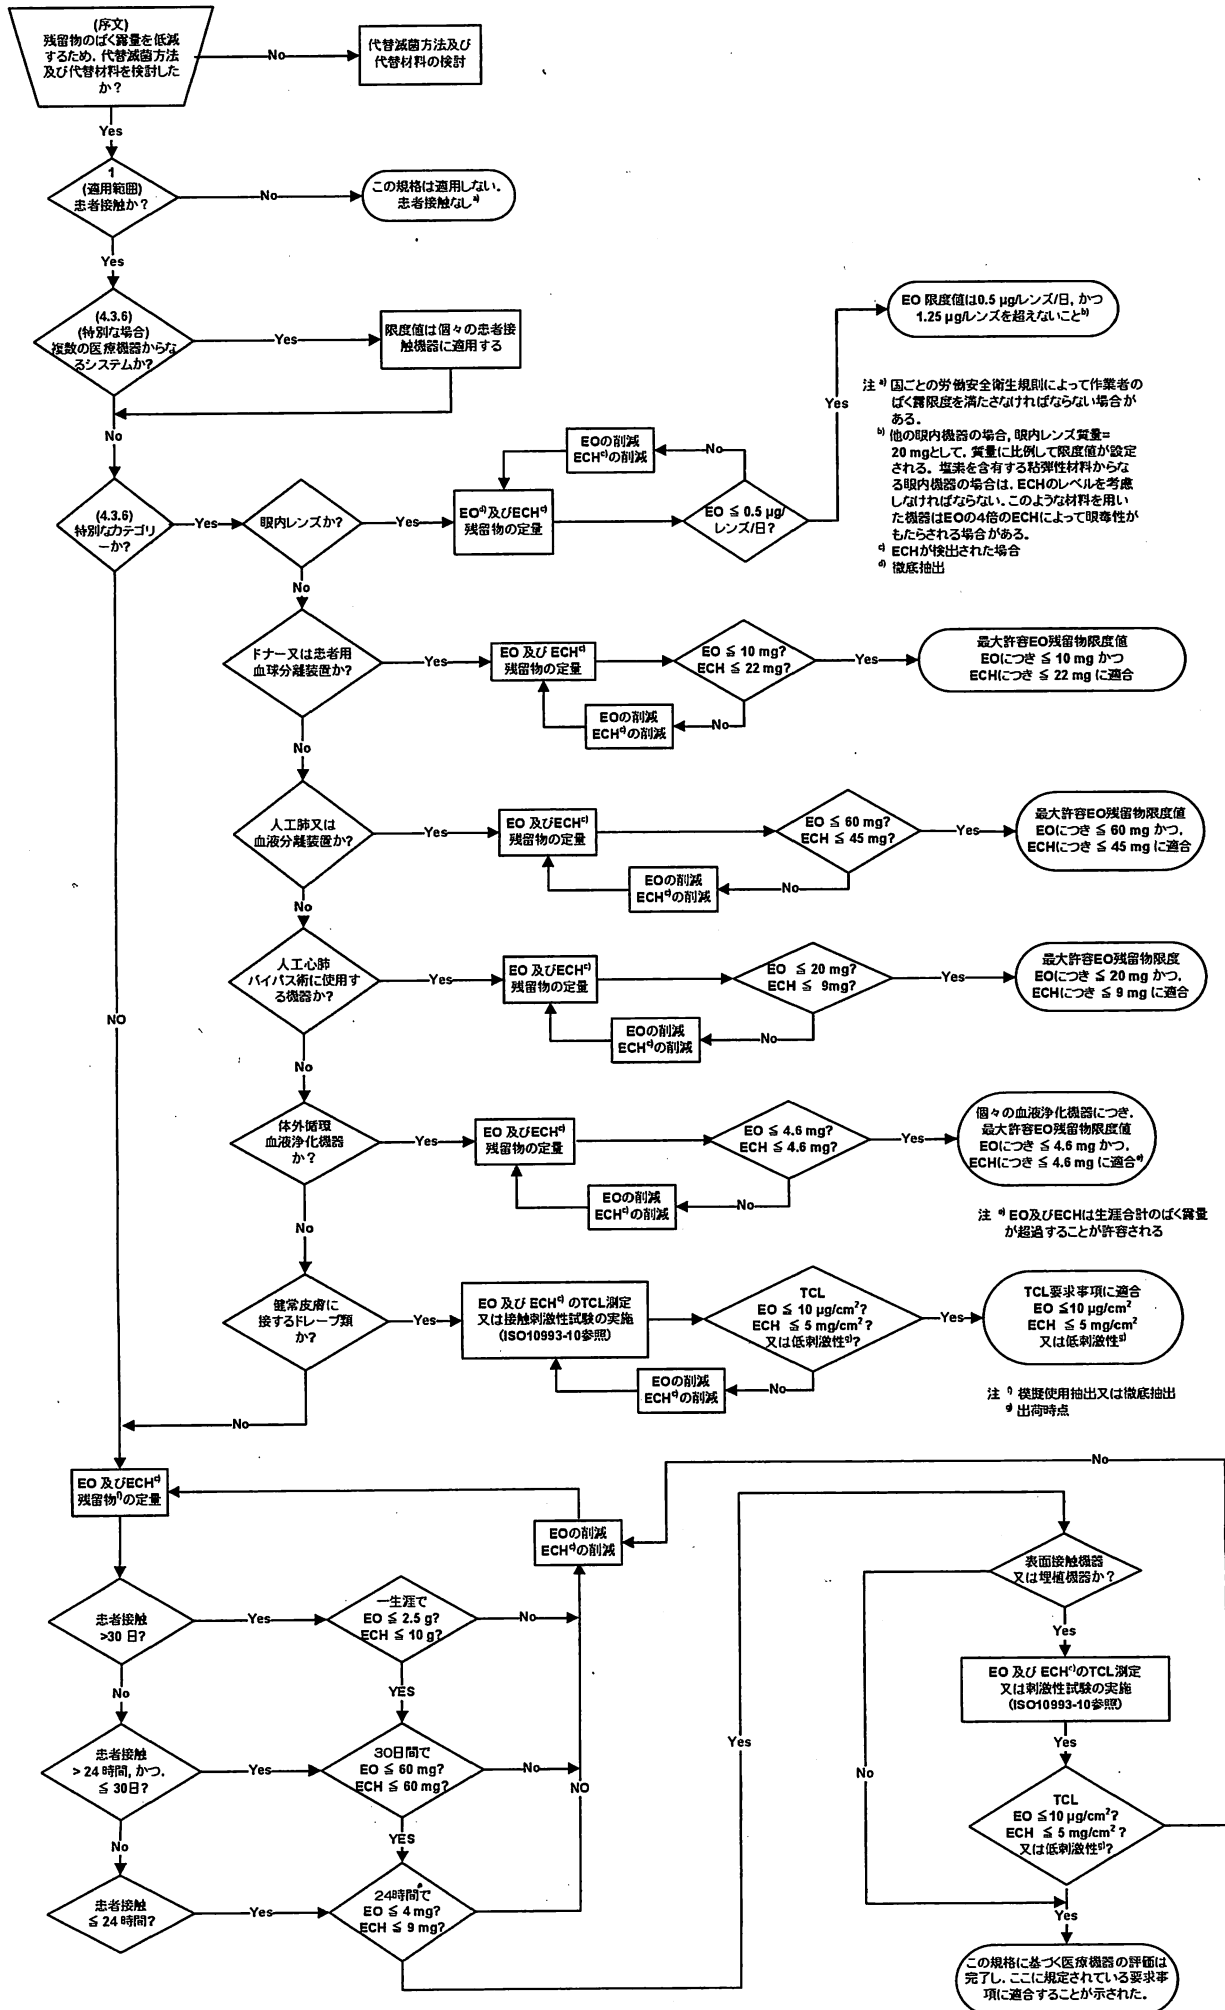 (序文)
残留物のばく露量を低減
するため、代替滅菌方法
及び代替材料を検討した
か？
No
代替滅菌方法及び
代替材料の検討
Yes
1
(適用範囲)
患者接触か？
No
この規格は適用しない。
患者接触なしa)
Yes
(4.3.6)
(特別な場合)
複数の医療機器からな
るシステムか？
Yes
限度値は個々の患者接
触機器に適用する
No
EO 限度値は0.5 μg/レンズ/日, かつ
1.25 μg/レンズを超えないことb)
Yes
注 a) 国ごとの労働安全衛生規則によって作業者の
ばく露限度を満たさなければならない場合が
ある。
b) 他の眼内機器の場合, 眼内レンズ質量=
20 mgとして, 質量に比例して限度値が設定
される。塩素を含有する粘弾性材料からな
る眼内機器の場合は, ECHのレベルを考慮
しなければならない。このような材料を用い
た機器はEOの4倍のECHによって眼毒性が
もたらされる場合がある。
c) ECHが検出された場合
d) 徹底抽出
(4.3.6)
特別なカテゴリ
ーか？
Yes
眼内レンズか？
Yes
EOd)及びECHc)
残留物の定量
EOの削減
ECHc)の削減
No
EO ≦ 0.5 μg/
レンズ/日？
No
ドナー又は患者用
血球分離装置か？
Yes
EO 及び ECHc)
残留物の定量
EO ≦ 10 mg?
ECH ≦ 22 mg?
Yes
最大許容EO残留物限度値
EOにつき ≦ 10 mg かつ
ECHにつき ≦ 22 mg に適合
EOの削減
ECHc)の削減
No
No
人工肺又は
血液分離装置か？
Yes
EO 及びECHc)
残留物の定量
EO ≦ 60 mg?
ECH ≦ 45 mg?
Yes
最大許容EO残留物限度値
EOにつき ≦ 60 mg かつ,
ECHにつき ≦ 45 mg に適合
EOの削減
ECHc)の削減
No
No
人工心肺
バイパス術に使用す
る機器か？
Yes
EO 及びECHc)
残留物の定量
EO ≦ 20 mg?
ECH ≦ 9mg?
Yes
最大許容EO残留物限度
EOにつき ≦ 20 mg かつ,
ECHにつき ≦ 9 mg に適合
EOの削減
ECHc)の削減
No
NO
No
体外循環
血液浄化機器
か？
Yes
EO 及びECHc)
残留物の定量
EO ≦ 4.6 mg?
ECH ≦ 4.6 mg?
Yes
個々の血液浄化機器につき,
最大許容EO残留物限度値
EOにつき ≦ 4.6 mg かつ,
ECHにつき ≦ 4.6 mg に適合e)
EOの削減
ECHc)の削減
No
注 e) EO及びECHは生涯合計のばく露量
が超過することが許容される
No
健常皮膚に
接するドレープ類
か？
Yes
EO 及び ECHc) のTCL測定
又は接触刺激性試験の実施
(ISO10993-10参照)
TCL
EO ≦ 10 μg/cm2?
ECH ≦ 5 mg/cm2?
又は低刺激性g)?
Yes
TCL要求事項に適合
EO ≦10 μg/cm2
ECH ≦ 5 mg/cm2
又は低刺激性g)
EOの削減
ECHc)の削減
No
注 f) 模擬使用抽出又は徹底抽出
g) 出荷時点
No
EO 及びECHc)
残留物f)の定量
No
EOの削減
ECHc)の削減
患者接触
>30 日？
Yes
一生涯で
EO ≦ 2.5 g?
ECH ≦ 10 g?
No
No
YES
患者接触
> 24 時間, かつ,
≦ 30日？
Yes
30日間で
EO ≦ 60 mg?
ECH ≦ 60 mg?
No
NO
No
YES
患者接触
≦ 24 時間？
Yes
24時間で
EO ≦ 4 mg?
ECH ≦ 9 mg?
Yes
表面接触機器
又は埋植機器か？
Yes
EO 及び ECHc)のTCL測定
又は刺激性試験の実施
(ISO10993-10参照)
Yes
No
TCL
EO ≦10 μg/cm2?
ECH ≦ 5 mg/cm2 ?
又は低刺激性g)?
Yes
この規格に基づく医療機器の評価は
完了し, ここに規定されている要求事
項に適合することが示された。